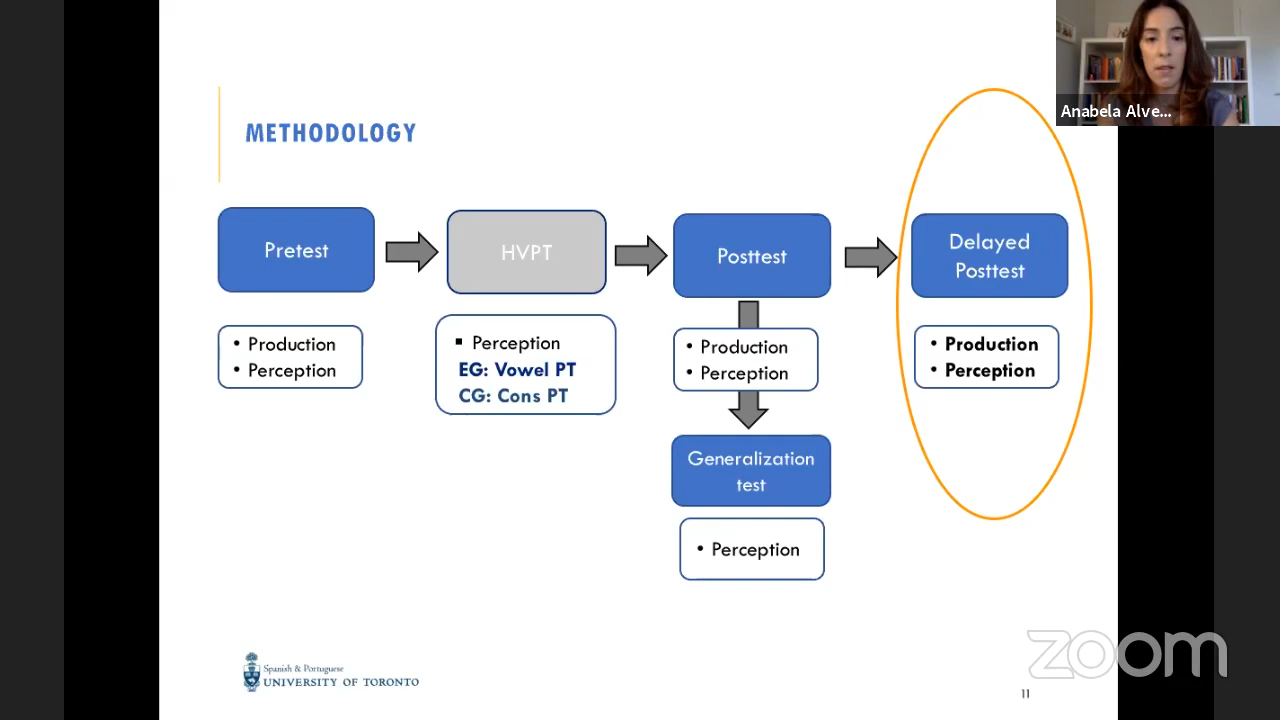 Anabela Alve...
METHODOLOGY
Pretest
HVPT
Posttest
Delayed
Posttest
• Production
• Perception
▪ Perception
EG: Vowel PT
CG: Cons PT
• Production
• Perception
• Production
• Perception
Generalization
test
• Perception
Spanish & Portuguese
UNIVERSITY OF TORONTO
zoom
11